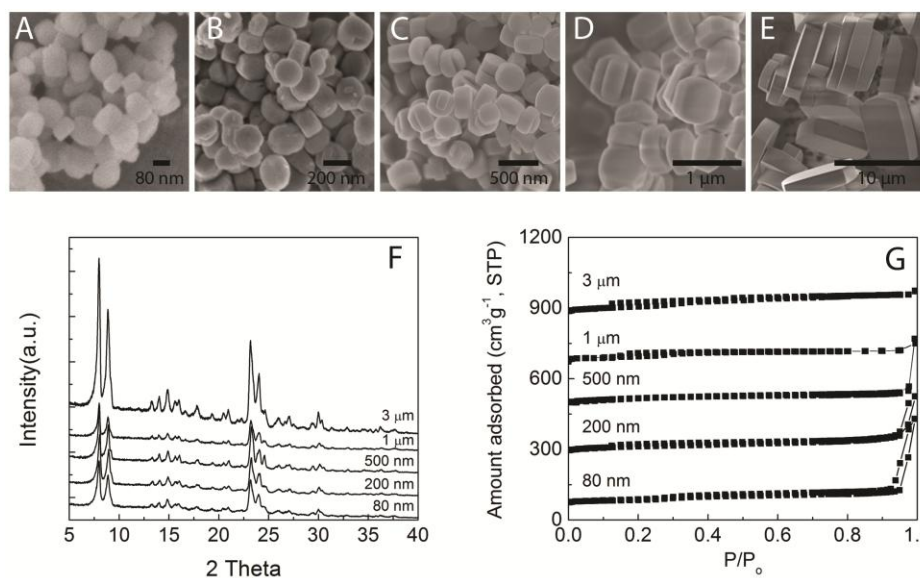 A B C D E
80 nm 200 nm 500 nm 1 µm 10 µm
F
Intensity(a.u.)
3 µm
1 µm
500 nm
200 nm
80 nm
5 10 15 20 25 30 35 40
2 Theta
G
Amount adsorbed (cm³g⁻¹, STP)
1200
900
600
300
0
3 µm
1 µm
500 nm
200 nm
80 nm
0.0 0.2 0.4 0.6 0.8 1.
P/Pₒ